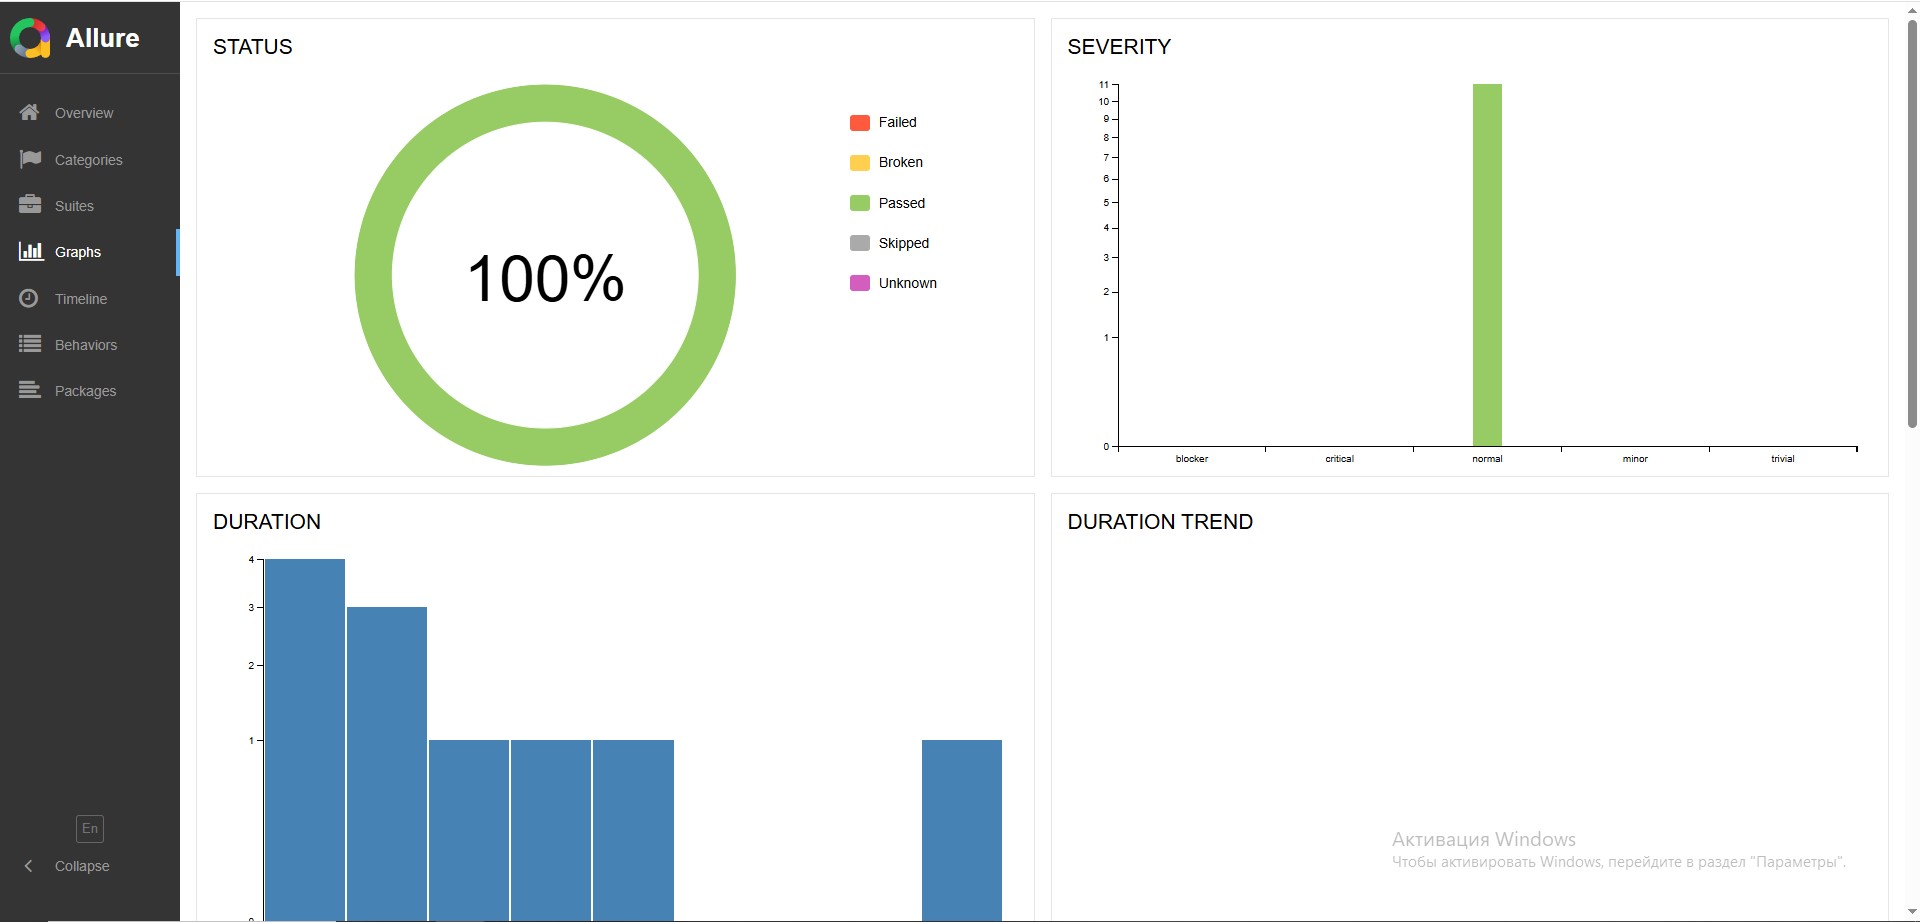 Allure
Overview
Categories
Suites
Graphs
Timeline
Behaviors
Packages
En
Collapse
STATUS
100%
Failed
Broken
Passed
Skipped
Unknown
SEVERITY
11
10
9
8
7
6
5
4
3
2
1
0
blocker critical normal minor trivial
DURATION
4
3
2
1
DURATION TREND
Активация Windows
Чтобы активировать Windows, перейдите в раздел "Параметры".